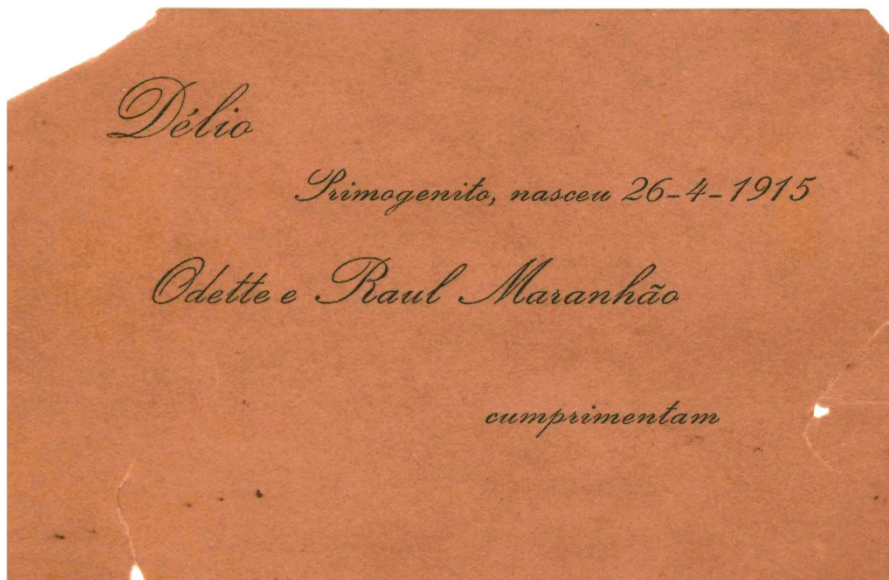 Délio
Primogenito, nasceu 26-4-1915
Odette e Raul Maranhão
cumprimentam